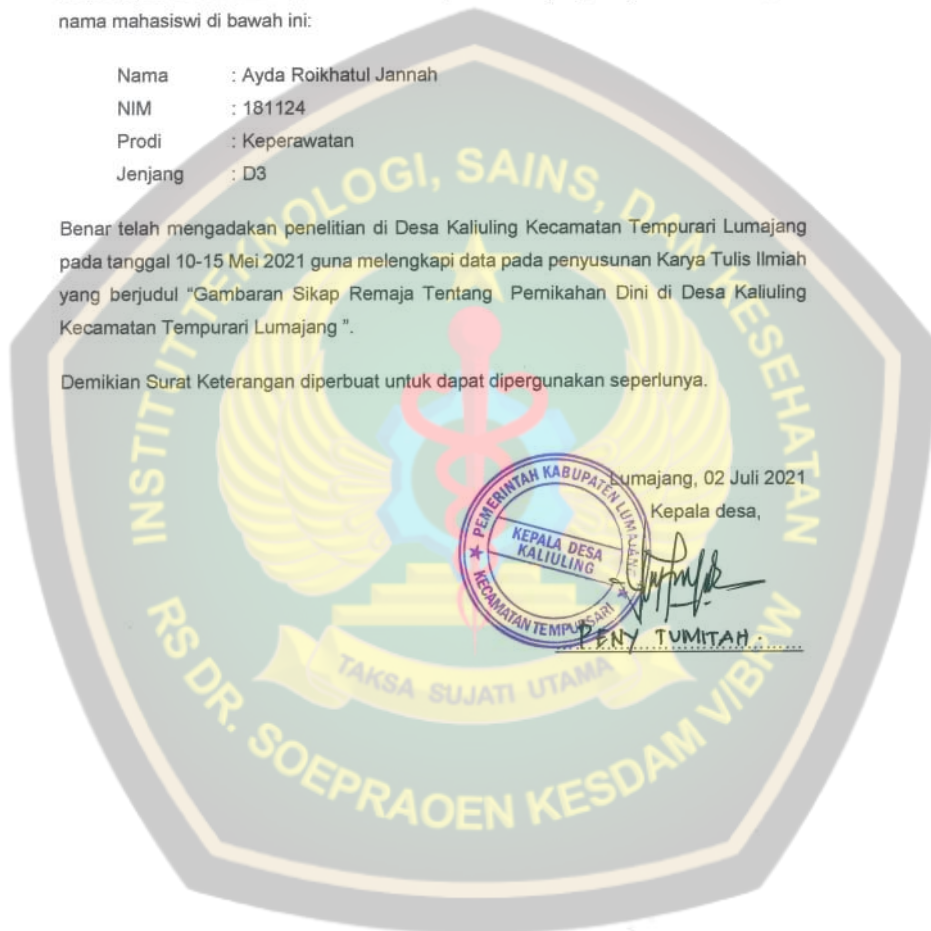 nama mahasiswi di bawah ini:
Nama : Ayda Roikhatul Jannah
NIM : 181124
Prodi : Keperawatan
Jenjang : D3
Benar telah mengadakan penelitian di Desa Kaliuling Kecamatan Tempurari Lumajang
pada tanggal 10-15 Mei 2021 guna melengkapi data pada penyusunan Karya Tulis Ilmiah
yang berjudul “Gambaran Sikap Remaja Tentang Pernikahan Dini di Desa Kaliuling
Kecamatan Tempurari Lumajang ”.
Demikian Surat Keterangan diperbuat untuk dapat dipergunakan seperlunya.
Lumajang, 02 Juli 2021
Kepala desa,
PEMERINTAH KABUPATEN LUMAJANG
KEPALA DESA
KALIULING
KECAMATAN TEMPURSARI
PENY TUMITAH.
INSTITUT TEKNOLOGI, SAINS, DAN KESEHATAN
TAKSA SUJATI UTAMA
RS DR. SOEPRAOEN KESDAM V/BRW